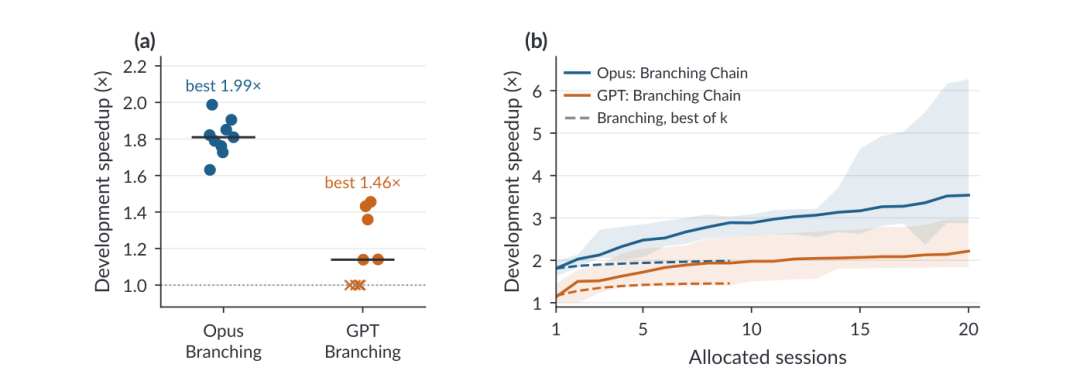 (a)
Development speedup (×)
2.2
2.0
1.8
1.6
1.4
1.2
1.0
best 1.99×
best 1.46×
Opus
Branching
GPT
Branching
(b)
Development speedup (×)
6
5
4
3
2
1
Opus: Branching Chain
GPT: Branching Chain
Branching, best of k
1
5
10
15
20
Allocated sessions